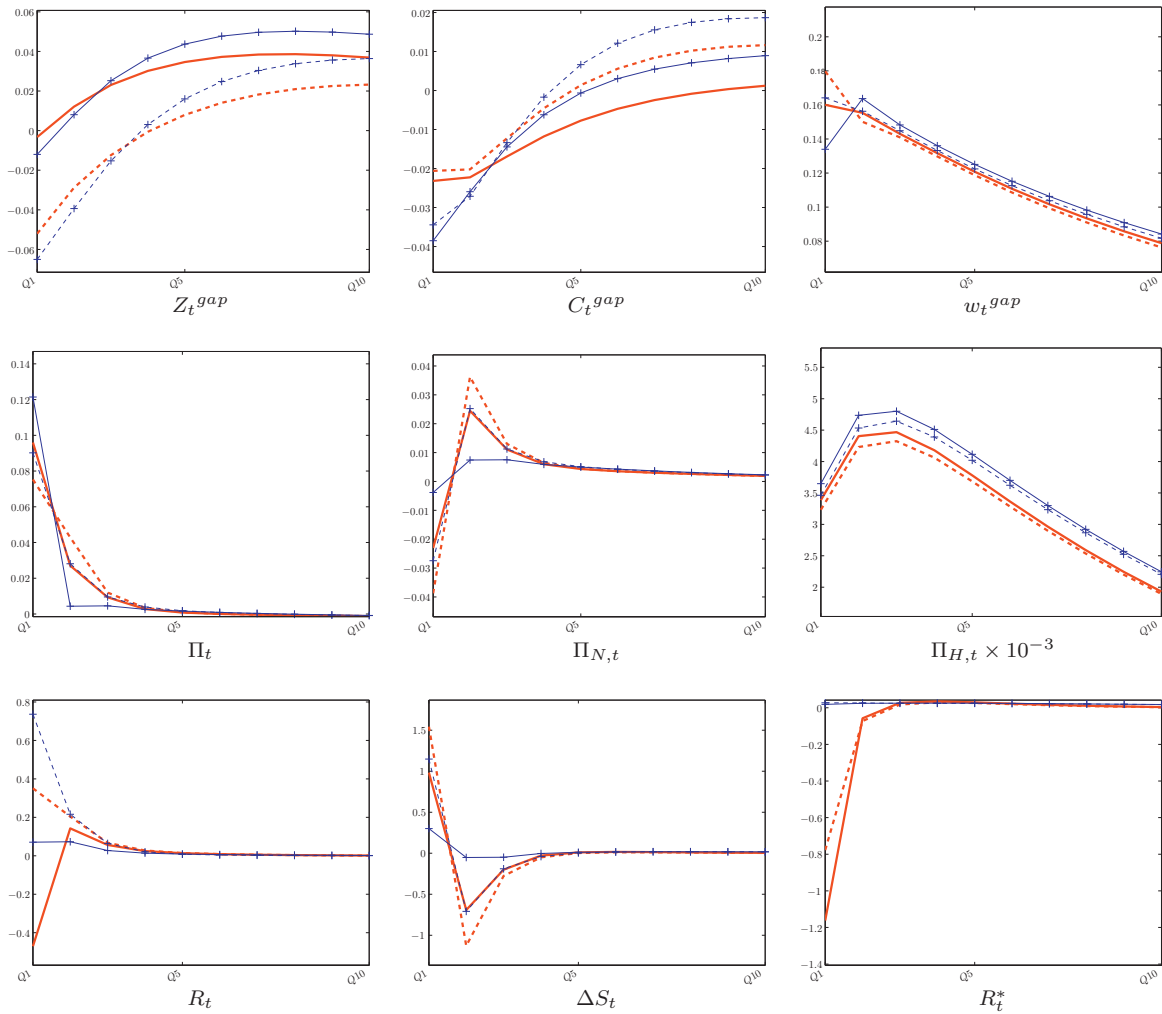 0.06
0.04
0.02
0
−0.02
−0.04
−0.06
Q1
Q5
Q10
Z_t^{gap}
0.02
0.01
0
−0.01
−0.02
−0.03
−0.04
Q1
Q5
Q10
C_t^{gap}
0.2
0.18
0.16
0.14
0.12
0.1
0.08
Q1
Q5
Q10
w_t^{gap}
0.14
0.12
0.1
0.08
0.06
0.04
0.02
0
Q1
Q5
Q10
Π_t
0.04
0.03
0.02
0.01
0
−0.01
−0.02
−0.03
−0.04
Q1
Q5
Q10
Π_{N,t}
5.5
5
4.5
4
3.5
3
2.5
2
Q1
Q5
Q10
Π_{H,t} × 10^{−3}
0.8
0.6
0.4
0.2
0
−0.2
−0.4
Q1
Q5
Q10
R_t
1.5
1
0.5
0
−0.5
−1
Q1
Q5
Q10
ΔS_t
0
−0.2
−0.4
−0.6
−0.8
−1
−1.2
−1.4
Q1
Q5
Q10
R_t^*